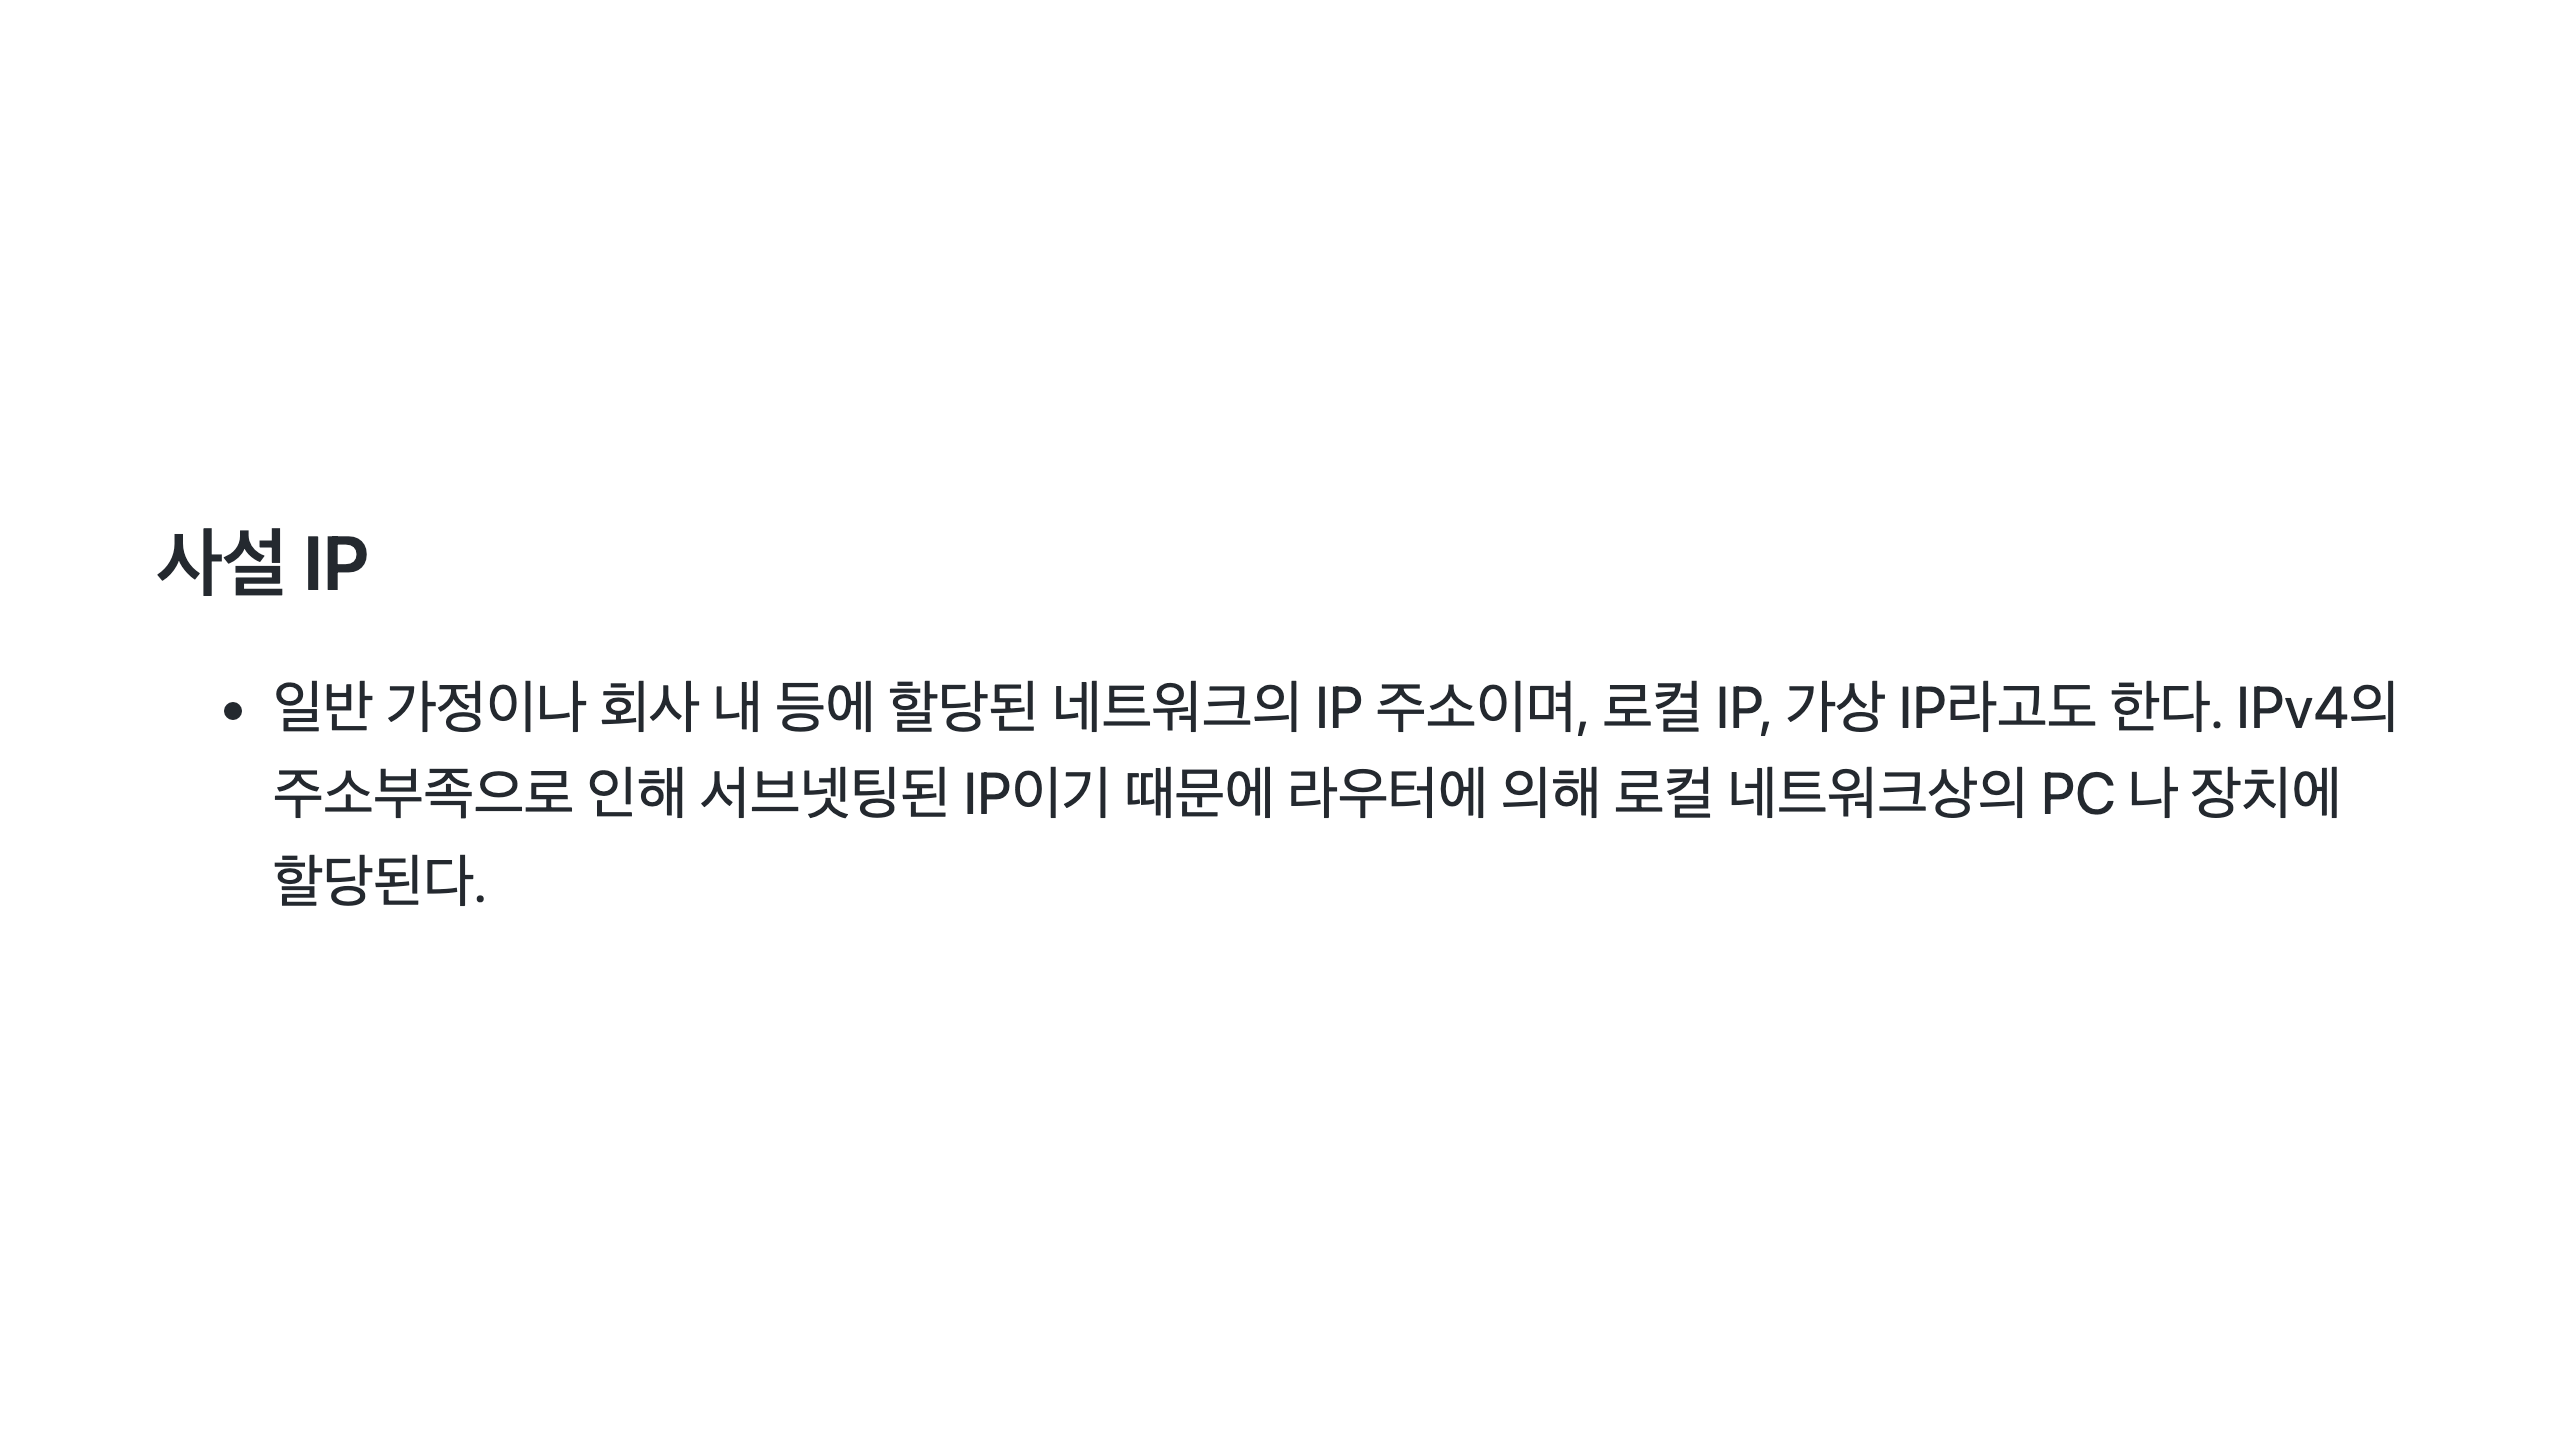 사설 IP
• 일반 가정이나 회사 내 등에 할당된 네트워크의 IP 주소이며, 로컬 IP, 가상 IP라고도 한다. IPv4의
주소부족으로 인해 서브넷팅된 IP이기 때문에 라우터에 의해 로컬 네트워크상의 PC 나 장치에
할당된다.